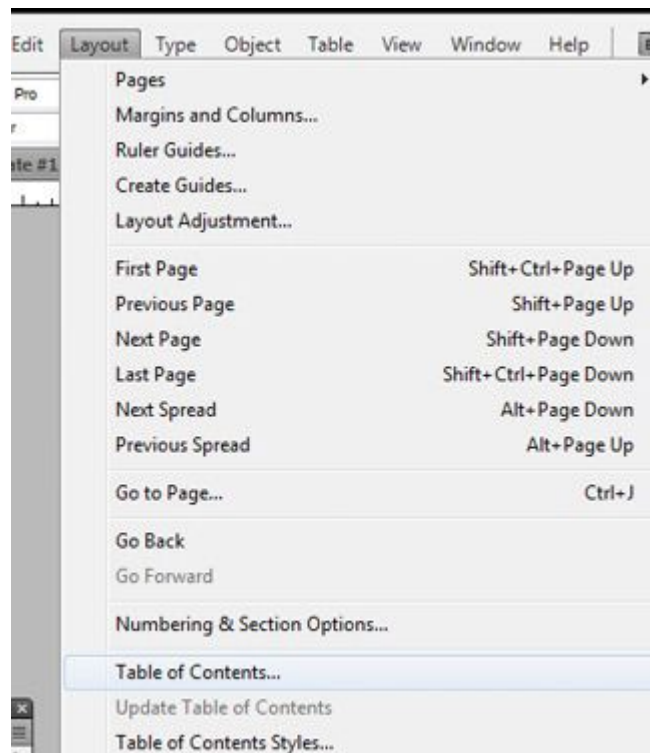 Edit Layout Type Object Table View Window Help
Pro
Pages
Margins and Columns...
Ruler Guides...
ate #1
Create Guides...
Layout Adjustment...
First Page Shift+Ctrl+Page Up
Previous Page Shift+Page Up
Next Page Shift+Page Down
Last Page Shift+Ctrl+Page Down
Next Spread Alt+Page Down
Previous Spread Alt+Page Up
Go to Page... Ctrl+J
Go Back
Go Forward
Numbering & Section Options...
Table of Contents...
Update Table of Contents
Table of Contents Styles...